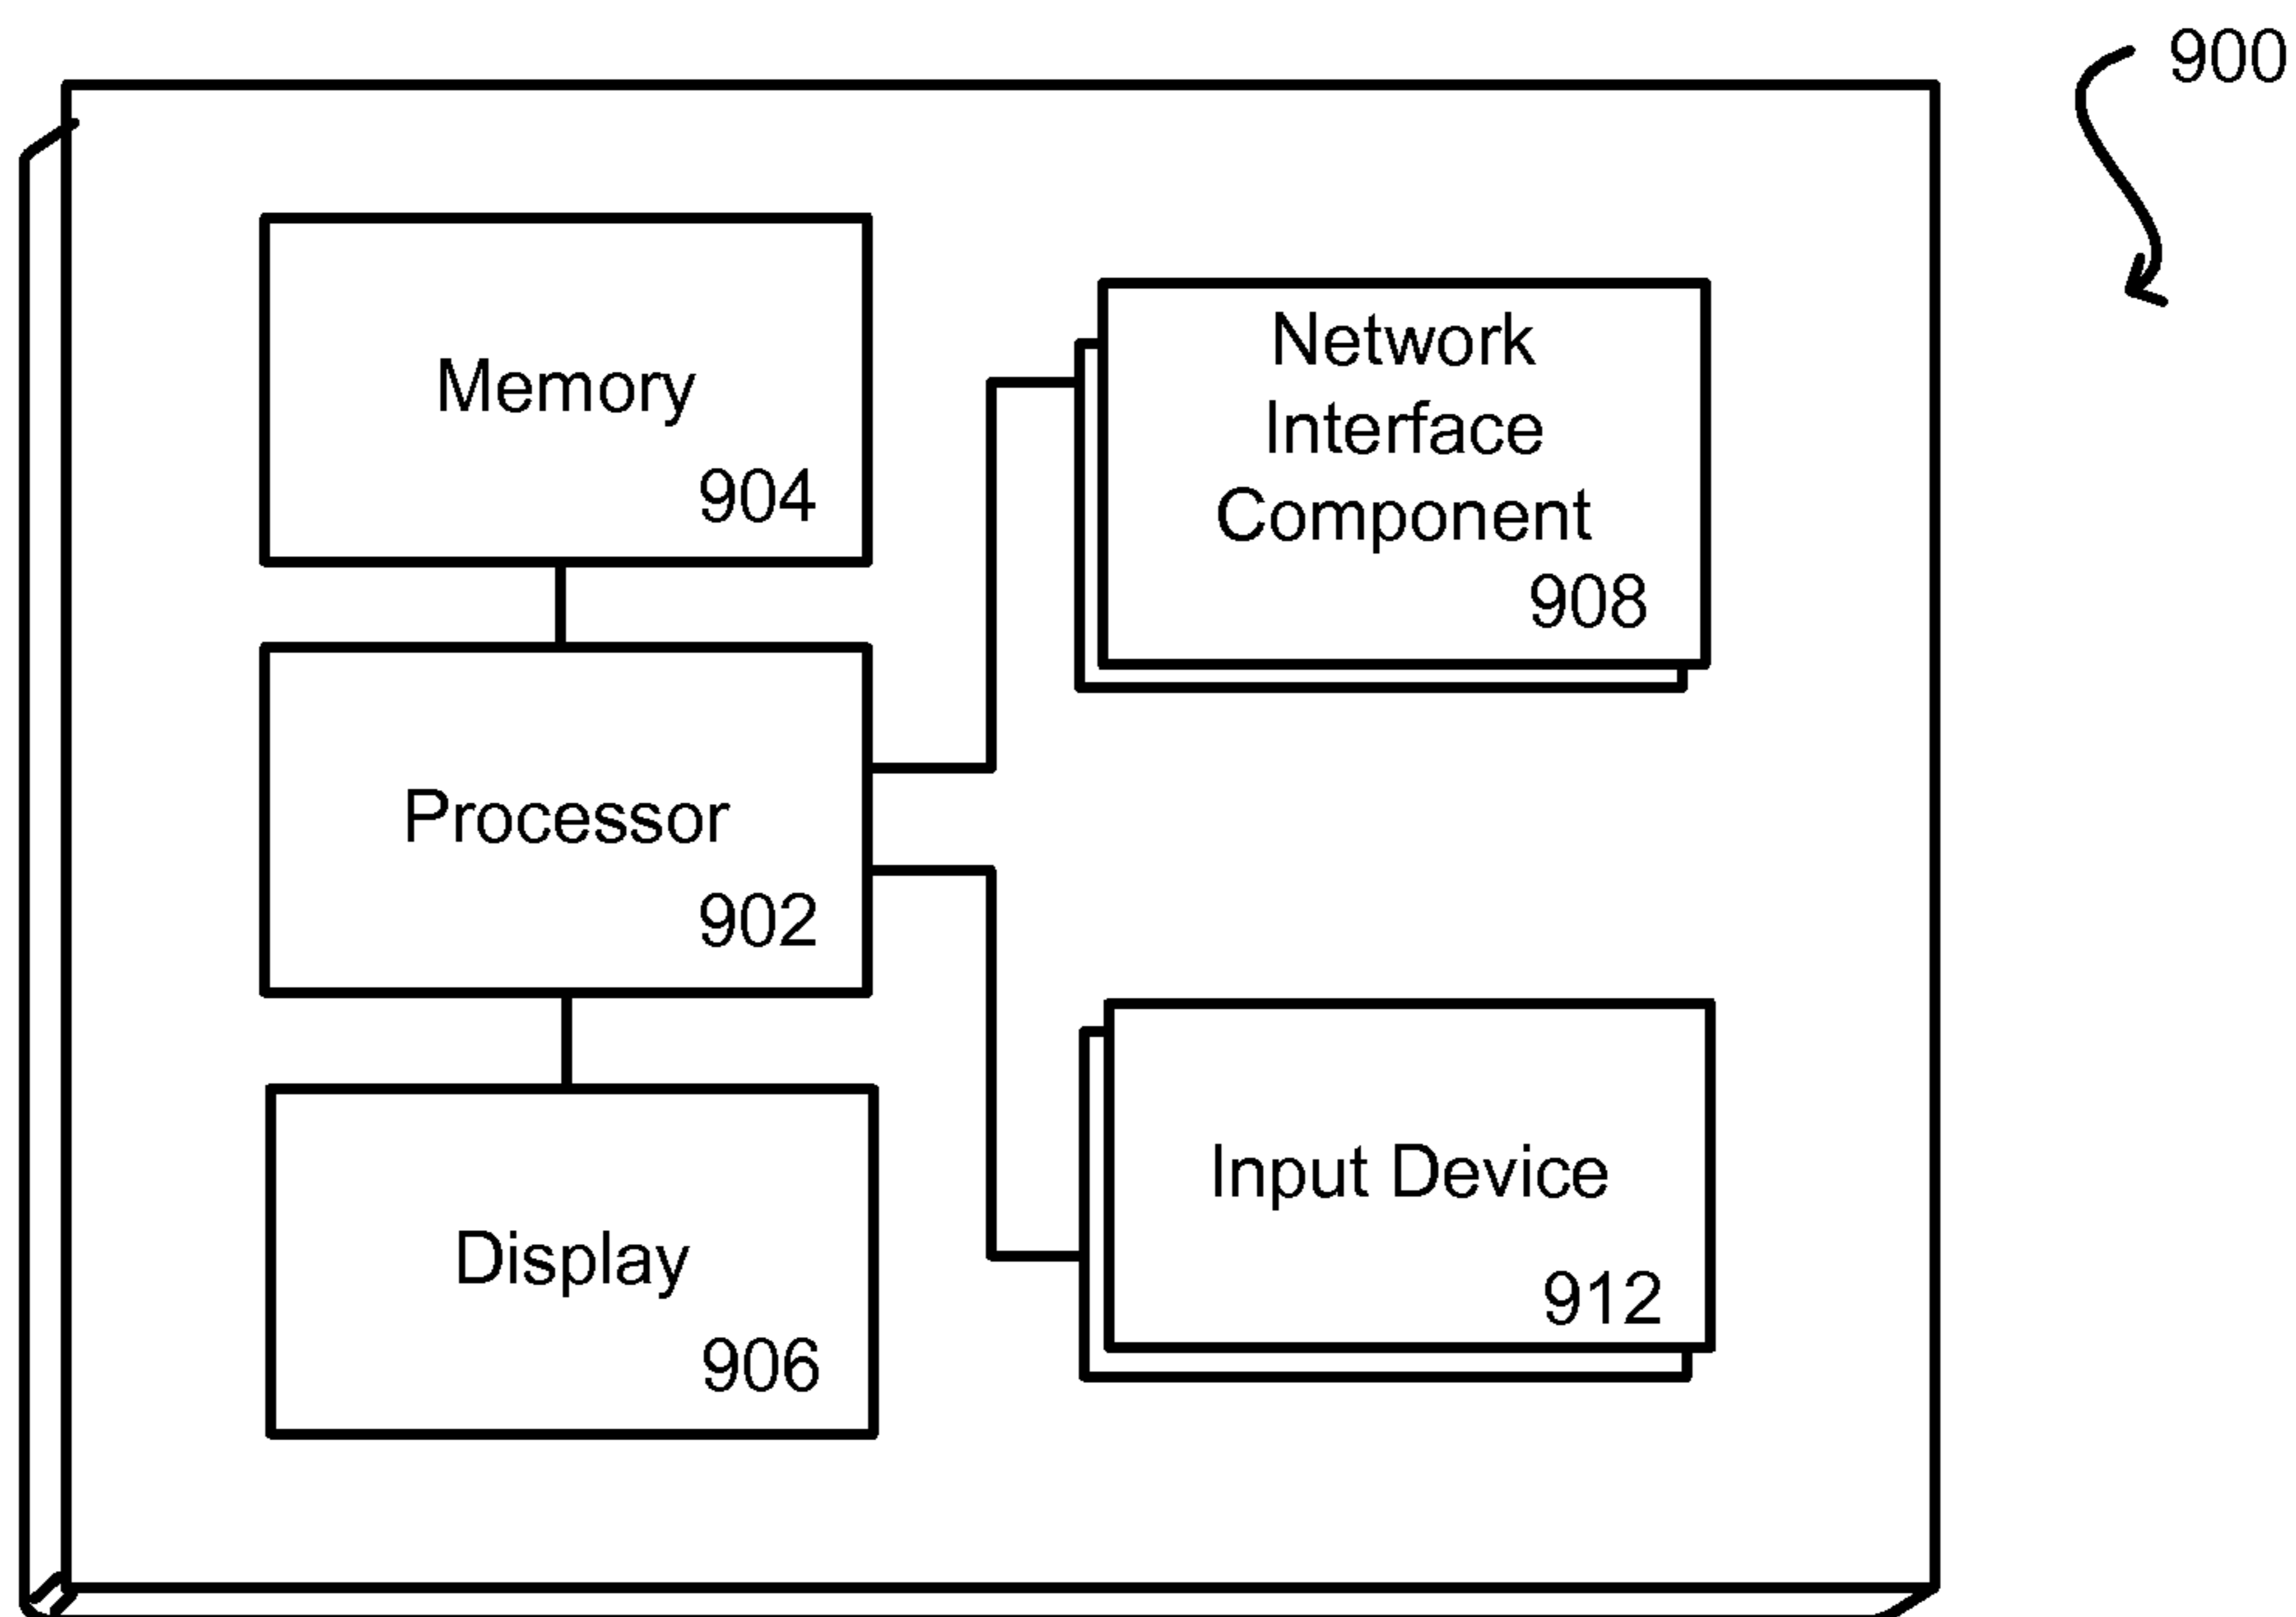 900
Memory
904
Network
Interface
Component
908
Processor
902
Input Device
912
Display
906